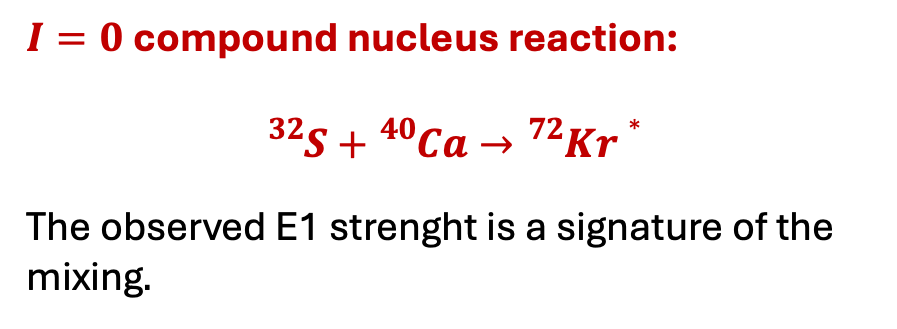 I = 0 compound nucleus reaction:
³²S + ⁴⁰Ca → ⁷²Kr *
The observed E1 strenght is a signature of the
mixing.